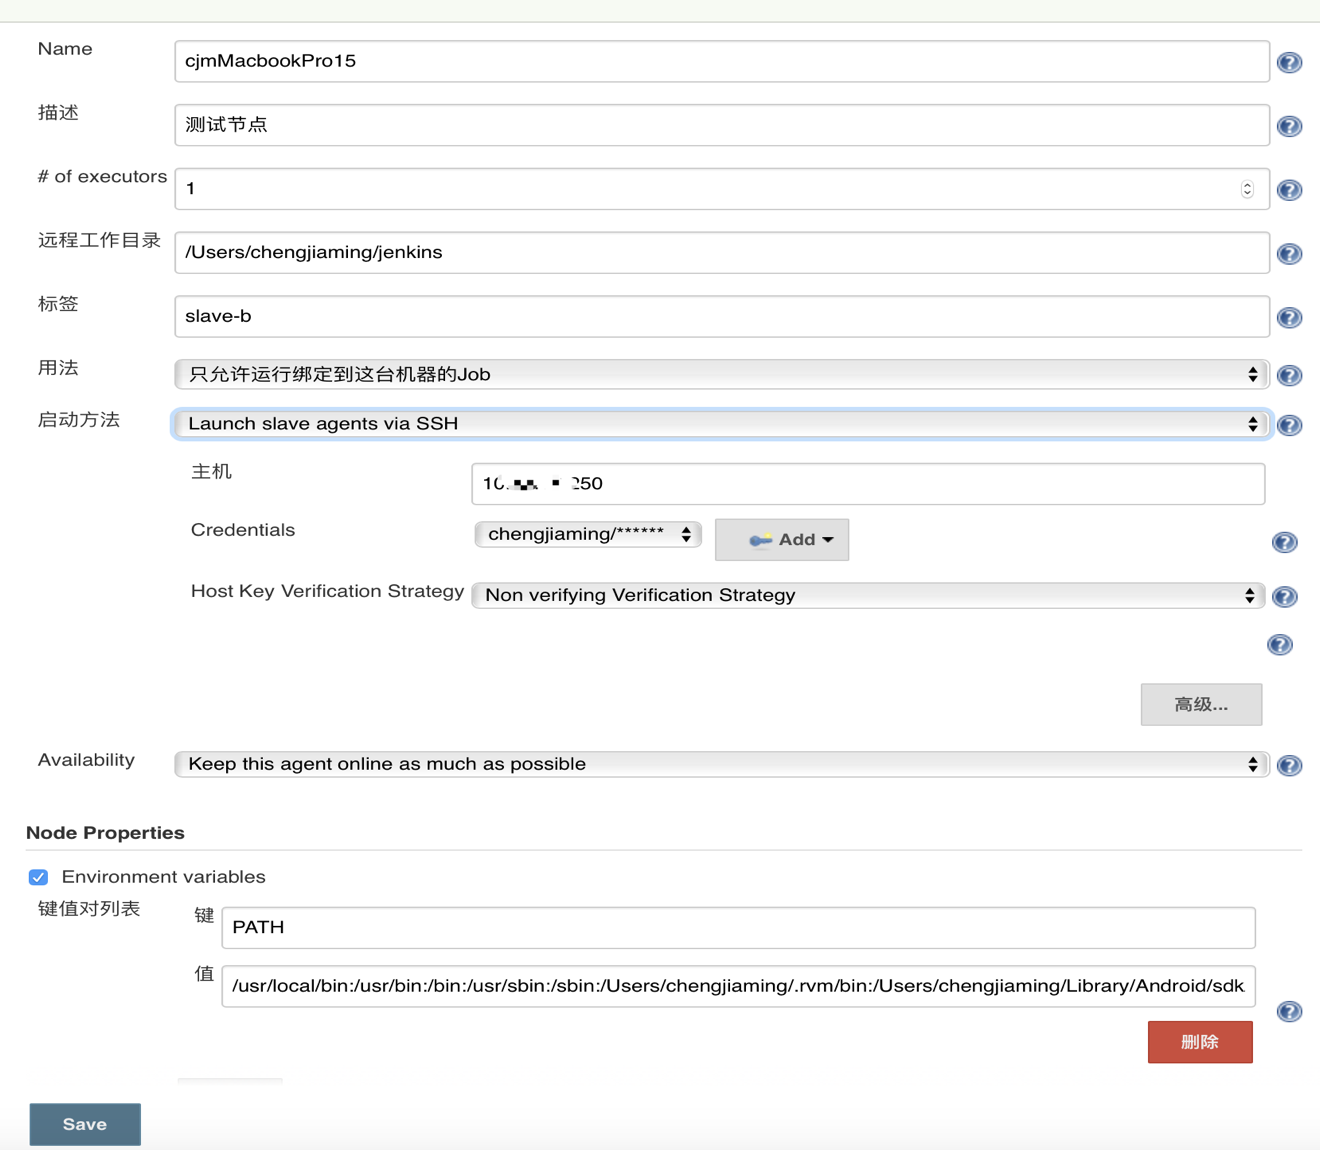 Name
cjmMacbookPro15
描述
测试节点
# of executors
1
远程工作目录
/Users/chengjiaming/jenkins
标签
slave-b
用法
只允许运行绑定到这台机器的Job
启动方法
Launch slave agents via SSH
主机
250
Credentials
chengjiaming/******
Add
Host Key Verification Strategy
Non verifying Verification Strategy
高级...
Availability
Keep this agent online as much as possible
Node Properties
Environment variables
键值对列表
键
PATH
值
/usr/local/bin:/usr/bin:/bin:/usr/sbin:/sbin:/Users/chengjiaming/.rvm/bin:/Users/chengjiaming/Library/Android/sdk
删除
Save